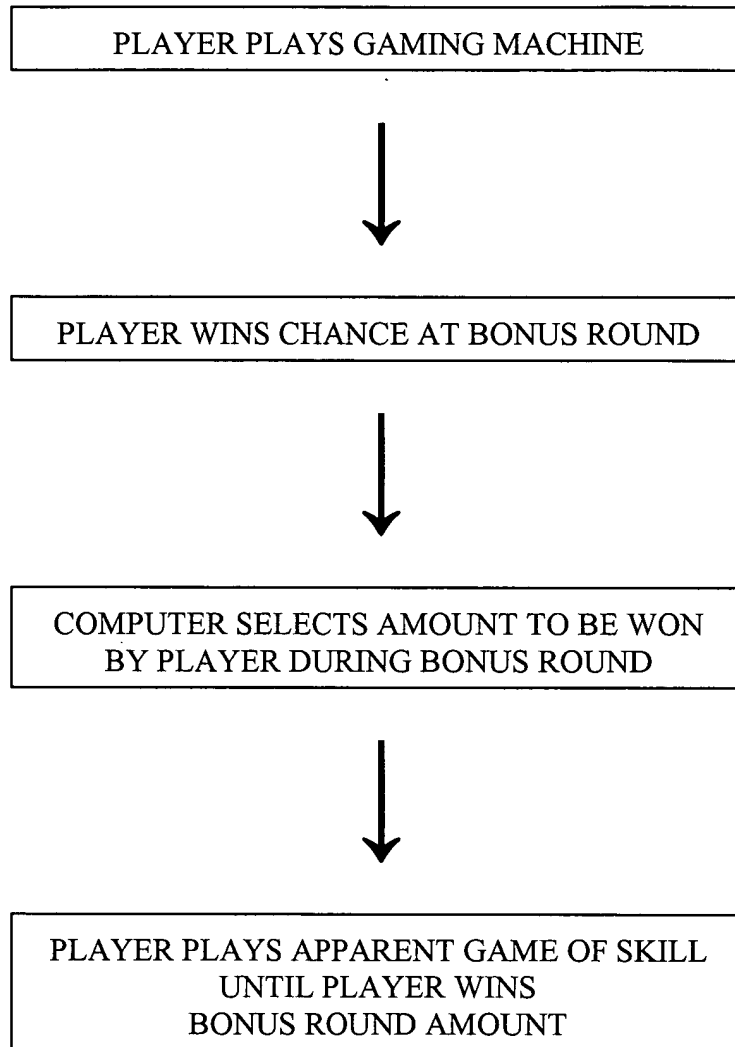 PLAYER PLAYS GAMING MACHINE
PLAYER WINS CHANCE AT BONUS ROUND
COMPUTER SELECTS AMOUNT TO BE WON
BY PLAYER DURING BONUS ROUND
PLAYER PLAYS APPARENT GAME OF SKILL
UNTIL PLAYER WINS
BONUS ROUND AMOUNT